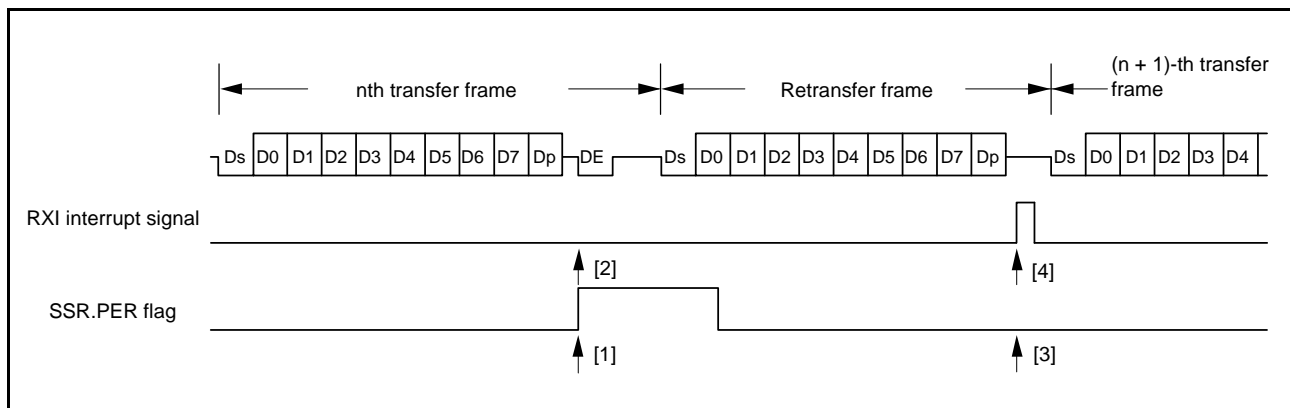 nth transfer frame
Retransfer frame
(n + 1)-th transfer
frame
Ds D0 D1 D2 D3 D4 D5 D6 D7 Dp DE Ds D0 D1 D2 D3 D4 D5 D6 D7 Dp Ds D0 D1 D2 D3 D4
RXI interrupt signal
[2] [4]
SSR.PER flag
[1] [3]